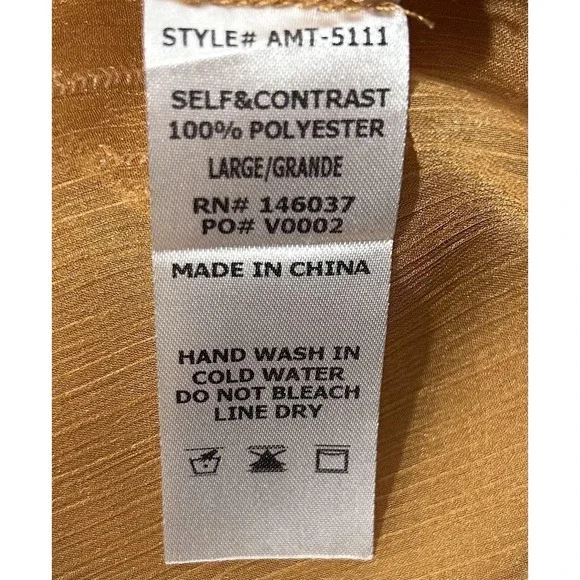 STYLE# AMT-5111
SELF&CONTRAST
100% POLYESTER
LARGE/GRANDE
RN# 146037
PO# V0002
MADE IN CHINA
HAND WASH IN
COLD WATER
DO NOT BLEACH
LINE DRY